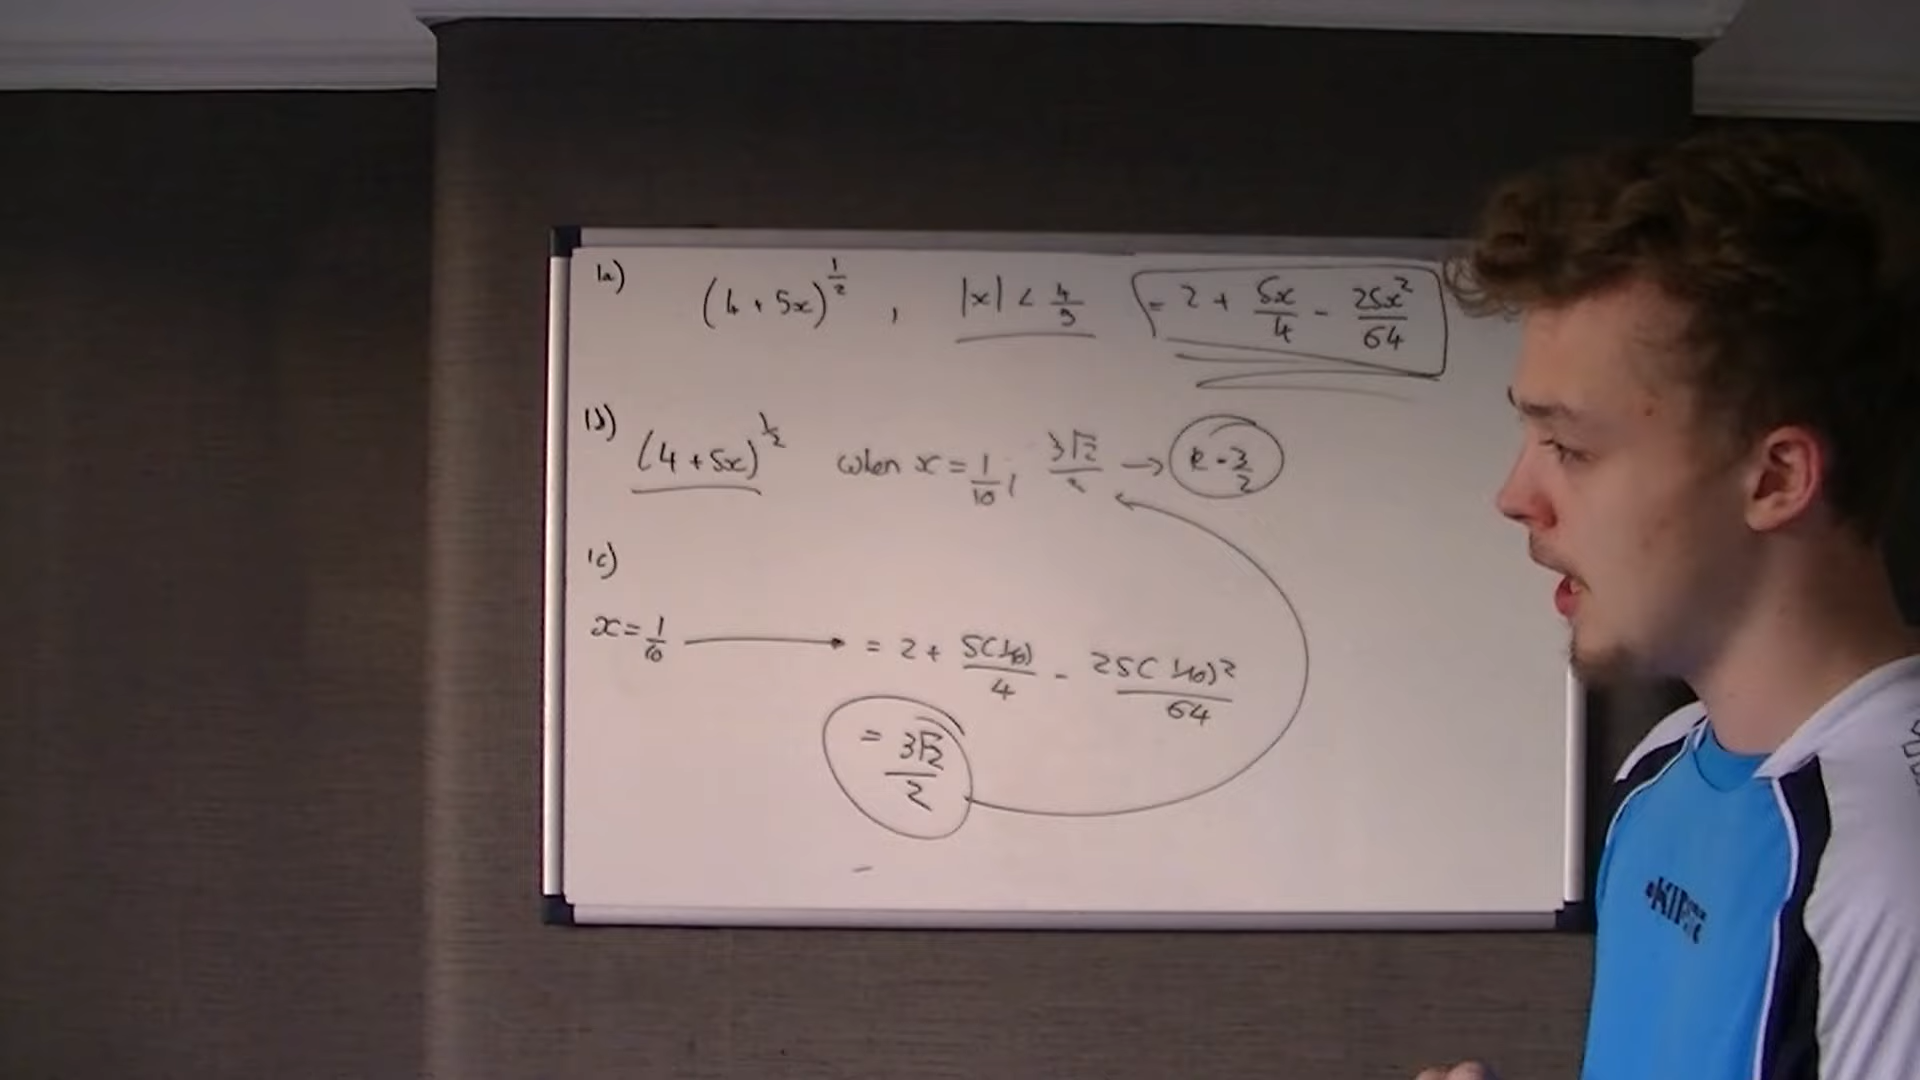 1a) (4 + 5x)^{1/2} , |x| < 4/5 = 2 + 5x/4 - 25x²/64
1b) (4 + 5x)^{1/2} when x = 1/10, 3√2/2 → k = 3/2
1c)
x = 1/10 → = 2 + 5(1/10)/4 - 25(1/10)²/64
= 3√2/2